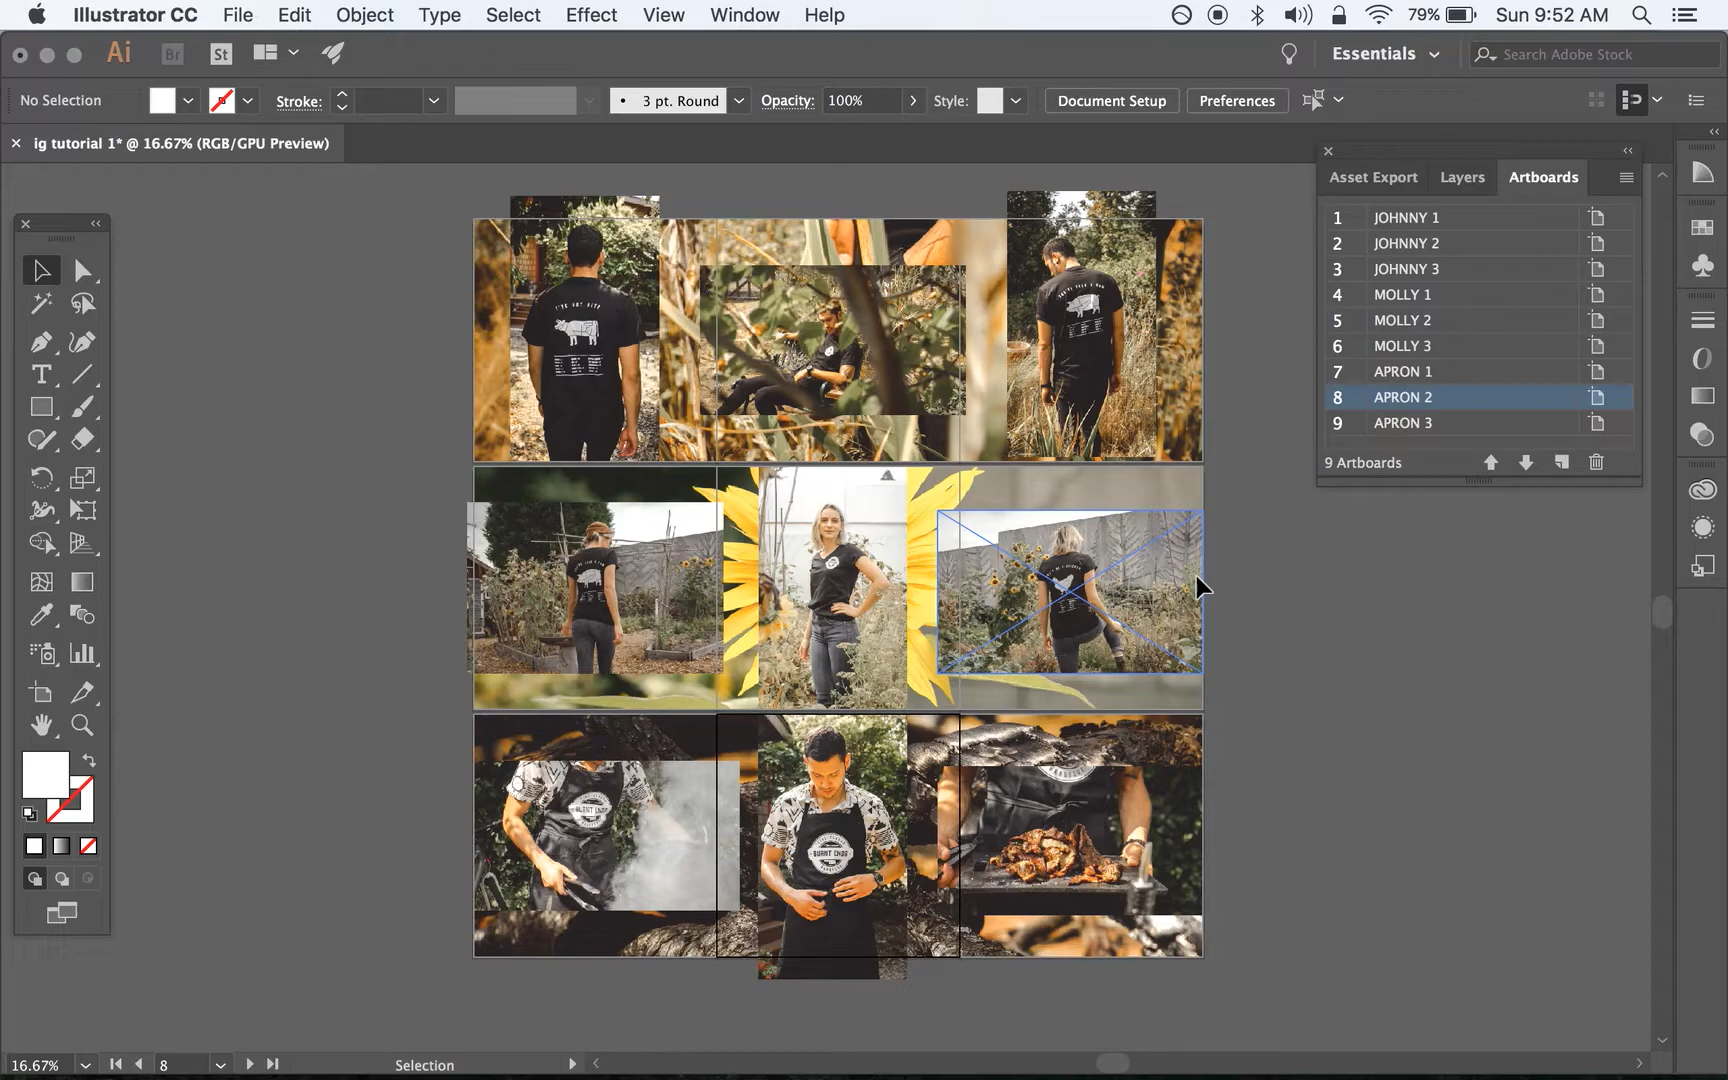 Illustrator CC File Edit Object Type Select Effect View Window Help 79% Sun 9:52 AM
Ai Br St Essentials Search Adobe Stock
No Selection Stroke: 3 pt. Round Opacity: 100% Style: Document Setup Preferences
× ig tutorial 1* @ 16.67% (RGB/GPU Preview)
Asset Export Layers Artboards
1 JOHNNY 1
2 JOHNNY 2
3 JOHNNY 3
4 MOLLY 1
5 MOLLY 2
6 MOLLY 3
7 APRON 1
8 APRON 2
9 APRON 3
9 Artboards
BURNT ENDS
BURNT ENDS
16.67% 8 Selection